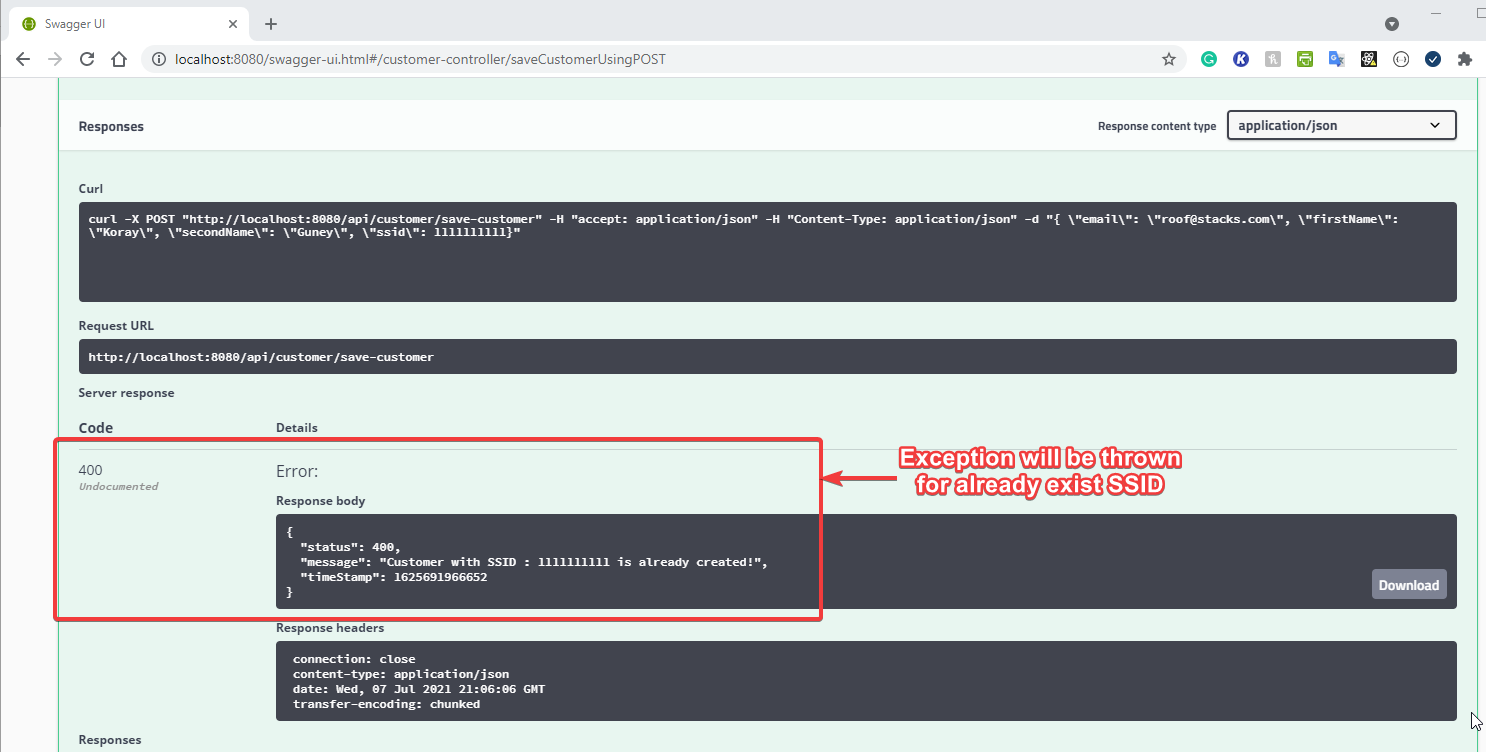 Swagger UI
localhost:8080/swagger-ui.html#/customer-controller/saveCustomerUsingPOST
Responses
Response content type
application/json
Curl
curl -X POST "http://localhost:8080/api/customer/save-customer" -H "accept: application/json" -H "Content-Type: application/json" -d "{ \"email\": \"roof@stacks.com\", \"firstName\":
\"Koray\", \"secondName\": \"Guney\", \"ssid\": 1111111111}"
Request URL
http://localhost:8080/api/customer/save-customer
Server response
Code
Details
400
Undocumented
Error:
Response body
{
"status": 400,
"message": "Customer with SSID : 1111111111 is already created!",
"timeStamp": 1625691966652
}
Download
Exception will be thrown
for already exist SSID
Response headers
connection: close
content-type: application/json
date: Wed, 07 Jul 2021 21:06:06 GMT
transfer-encoding: chunked
Responses